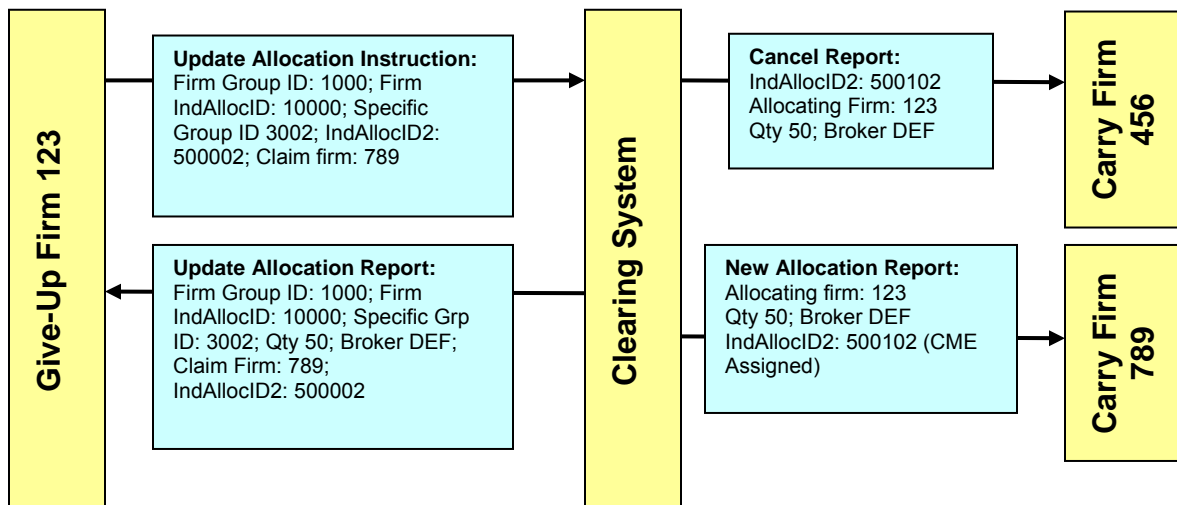 Give-Up Firm 123
Update Allocation Instruction:
Firm Group ID: 1000; Firm
IndAllocID: 10000; Specific
Group ID 3002; IndAllocID2:
500002; Claim firm: 789
Update Allocation Report:
Firm Group ID: 1000; Firm
IndAllocID: 10000; Specific Grp
ID: 3002; Qty 50; Broker DEF;
Claim Firm: 789;
IndAllocID2: 500002
Clearing System
Cancel Report:
IndAllocID2: 500102
Allocating Firm: 123
Qty 50; Broker DEF
New Allocation Report:
Allocating firm: 123
Qty 50; Broker DEF
IndAllocID2: 500102 (CME
Assigned)
Carry Firm
456
Carry Firm
789